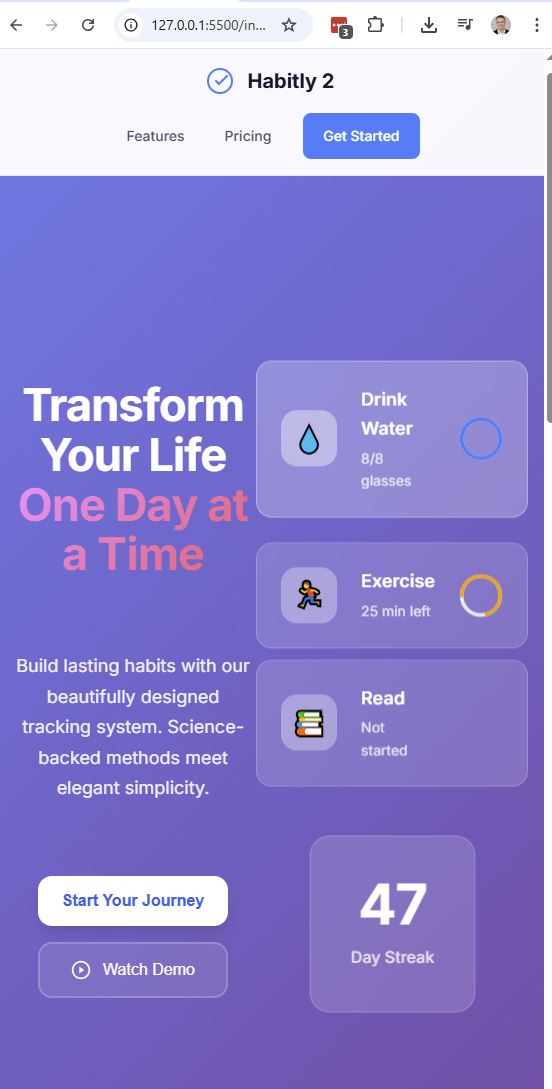 127.0.0.1:5500/in...
3
Habitly 2
Features
Pricing
Get Started
Transform
Your Life
One Day at
a Time
Build lasting habits with our
beautifully designed
tracking system. Science-
backed methods meet
elegant simplicity.
Start Your Journey
Watch Demo
Drink
Water
8/8
glasses
Exercise
25 min left
Read
Not
started
47
Day Streak